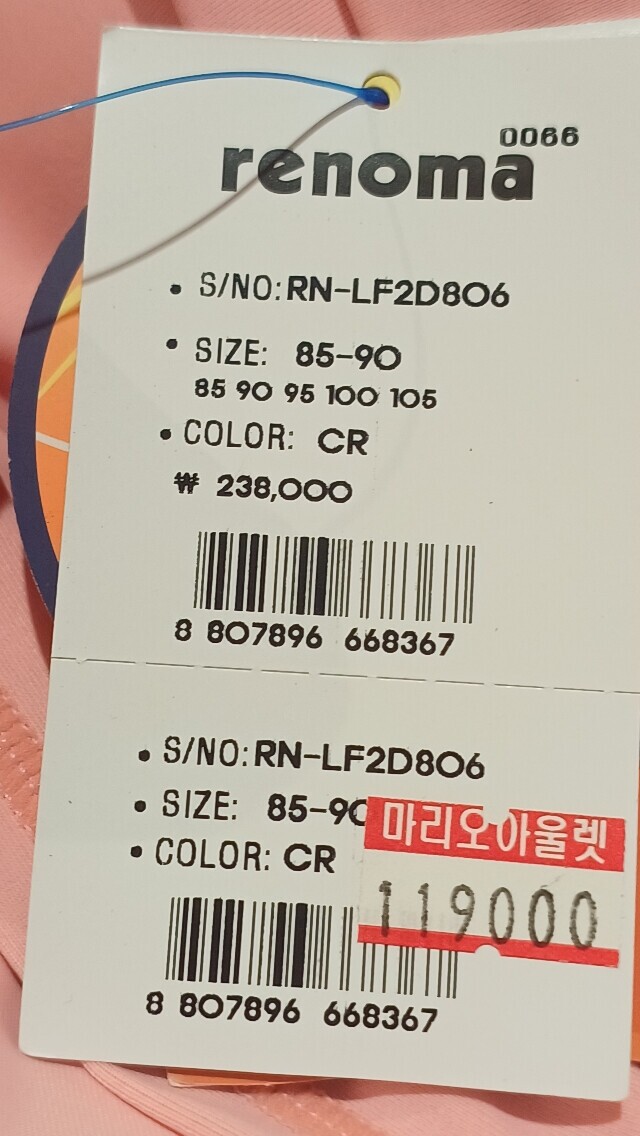 0066
renoma
• S/NO: RN-LF2D806
• SIZE: 85-90
85 90 95 100 105
• COLOR: CR
₩ 238,000
8 807896 668367
• S/NO: RN-LF2D806
• SIZE: 85-90
• COLOR: CR
마리오아울렛
119000
8 807896 668367